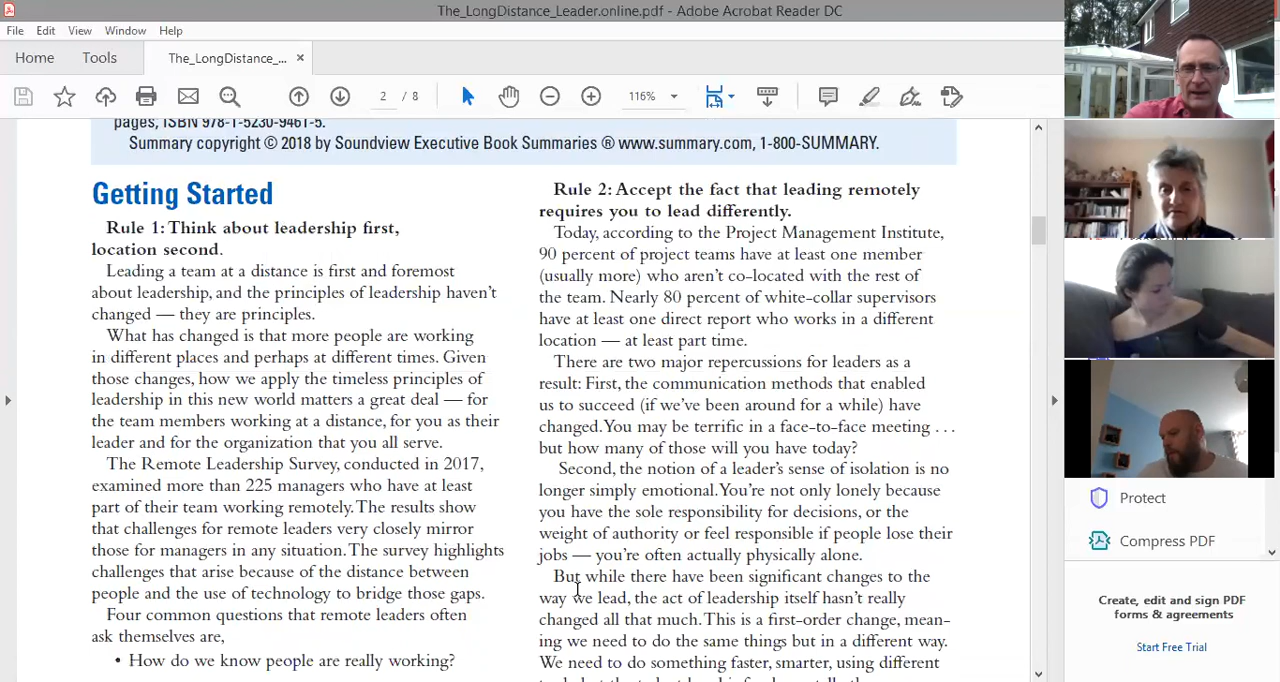 The_LongDistance_Leader.online.pdf - Adobe Acrobat Reader DC
File Edit View Window Help
Home Tools The_LongDistance_... ×
2 / 8 116%
pages, ISBN 978-1-5230-9461-5.
Summary copyright © 2018 by Soundview Executive Book Summaries ® www.summary.com, 1-800-SUMMARY.
Getting Started
Rule 1: Think about leadership first,
location second.
Leading a team at a distance is first and foremost
about leadership, and the principles of leadership haven't
changed — they are principles.
What has changed is that more people are working
in different places and perhaps at different times. Given
those changes, how we apply the timeless principles of
leadership in this new world matters a great deal — for
the team members working at a distance, for you as their
leader and for the organization that you all serve.
The Remote Leadership Survey, conducted in 2017,
examined more than 225 managers who have at least
part of their team working remotely. The results show
that challenges for remote leaders very closely mirror
those for managers in any situation. The survey highlights
challenges that arise because of the distance between
people and the use of technology to bridge those gaps.
Four common questions that remote leaders often
ask themselves are,
• How do we know people are really working?
Rule 2: Accept the fact that leading remotely
requires you to lead differently.
Today, according to the Project Management Institute,
90 percent of project teams have at least one member
(usually more) who aren't co-located with the rest of
the team. Nearly 80 percent of white-collar supervisors
have at least one direct report who works in a different
location — at least part time.
There are two major repercussions for leaders as a
result: First, the communication methods that enabled
us to succeed (if we've been around for a while) have
changed. You may be terrific in a face-to-face meeting . . .
but how many of those will you have today?
Second, the notion of a leader's sense of isolation is no
longer simply emotional. You're not only lonely because
you have the sole responsibility for decisions, or the
weight of authority or feel responsible if people lose their
jobs — you're often actually physically alone.
But while there have been significant changes to the
way we lead, the act of leadership itself hasn't really
changed all that much. This is a first-order change, mean-
ing we need to do the same things but in a different way.
We need to do something faster, smarter, using different
Protect
Compress PDF
Create, edit and sign PDF
forms & agreements
Start Free Trial